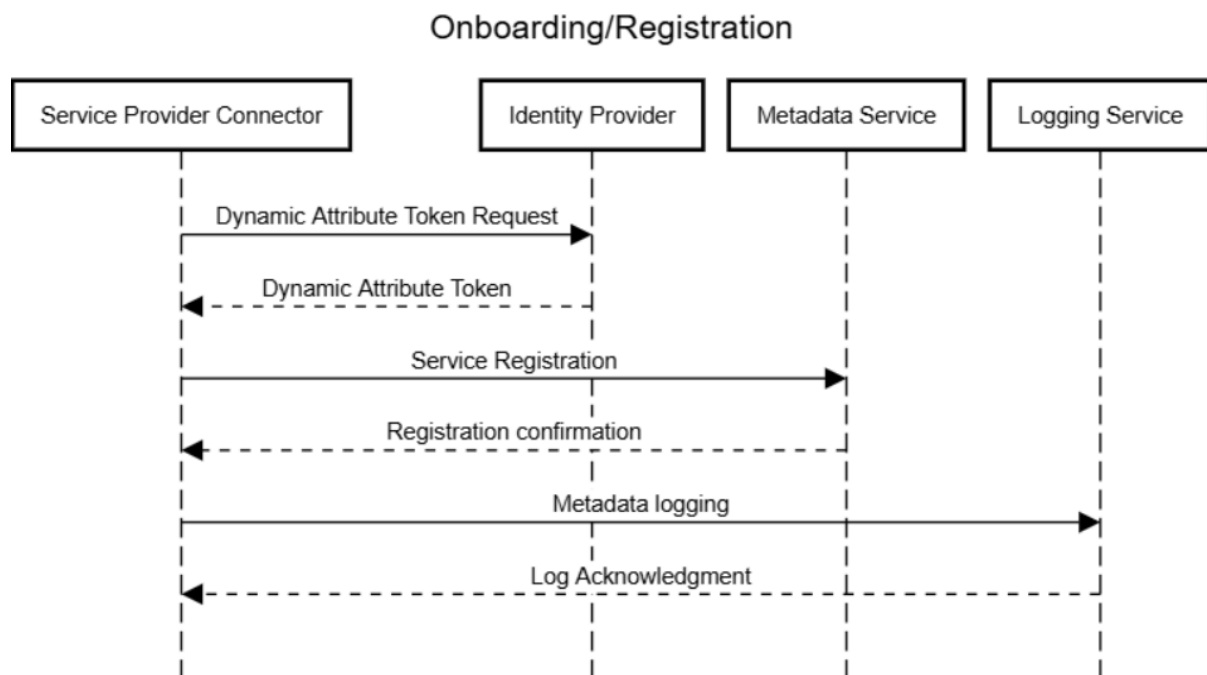 Onboarding/Registration
Service Provider Connector
Identity Provider
Metadada Service
Logging Service
Dynamic Attribute Token Request
Dynamic Attribute Token
Service Registration
Registration confirmation
Metadata logging
Log Acknowledgment